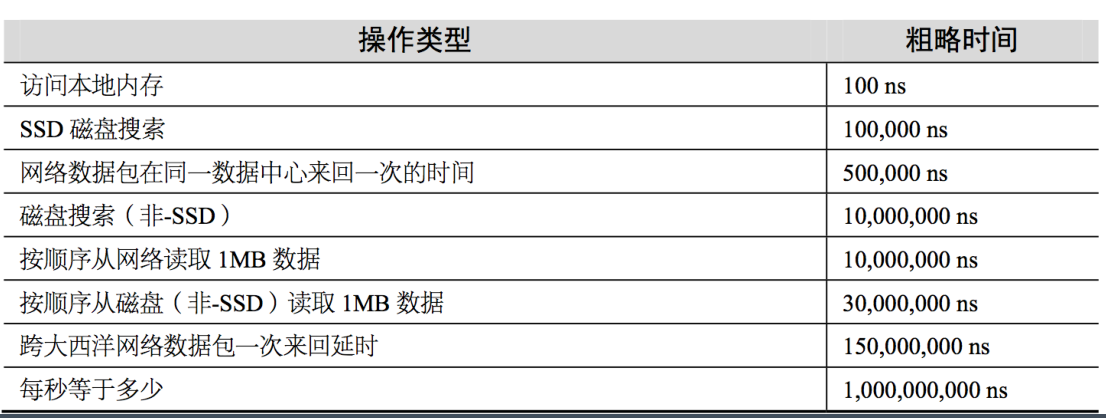 操作类型 粗略时间
访问本地内存 100 ns
SSD 磁盘搜索 100,000 ns
网络数据包在同一数据中心来回一次的时间 500,000 ns
磁盘搜索（非-SSD） 10,000,000 ns
按顺序从网络读取 1MB 数据 10,000,000 ns
按顺序从磁盘（非-SSD）读取 1MB 数据 30,000,000 ns
跨大西洋网络数据包一次来回延时 150,000,000 ns
每秒等于多少 1,000,000,000 ns